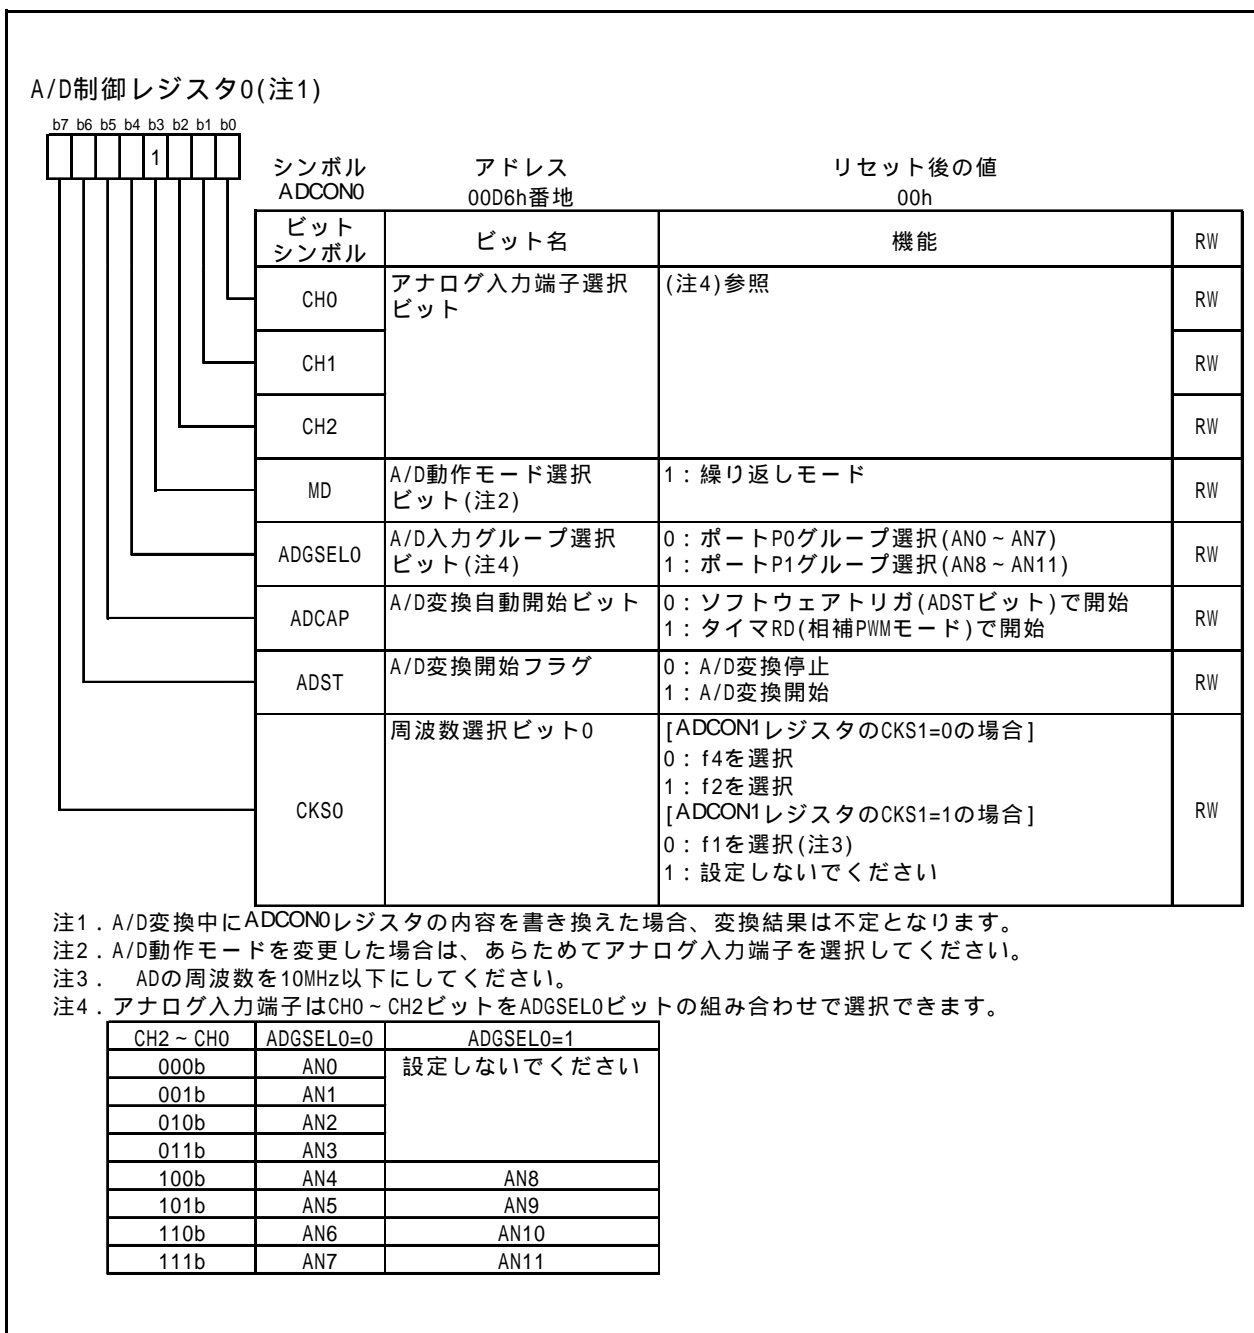 A/D制御レジスタ0(注1)
b7 b6 b5 b4 b3 b2 b1 b0
1
シンボル アドレス リセット後の値
ADCON0 00D6h番地 00h
ビットシンボル ビット名 機能 RW
CH0 アナログ入力端子選択 (注4)参照 RW
ビット
CH1 RW
CH2 RW
MD A/D動作モード選択 1：繰り返しモード RW
ビット(注2)
ADGSEL0 A/D入力グループ選択 0：ポートP0グループ選択(AN0～AN7) RW
ビット(注4) 1：ポートP1グループ選択(AN8～AN11)
ADCAP A/D変換自動開始ビット 0：ソフトウェアトリガ(ADSTビット)で開始 RW
1：タイマRD(相補PWMモード)で開始
ADST A/D変換開始フラグ 0：A/D変換停止 RW
1：A/D変換開始
CKS0 周波数選択ビット0 [ADCON1レジスタのCKS1=0の場合] RW
0：f4を選択
1：f2を選択
[ADCON1レジスタのCKS1=1の場合]
0：f1を選択(注3)
1：設定しないでください
注1．A/D変換中にADCON0レジスタの内容を書き換えた場合、変換結果は不定となります。
注2．A/D動作モードを変更した場合は、あらためてアナログ入力端子を選択してください。
注3． ADの周波数を10MHz以下にしてください。
注4．アナログ入力端子はCH0～CH2ビットをADGSEL0ビットの組み合わせで選択できます。
CH2～CH0 ADGSEL0=0 ADGSEL0=1
000b AN0 設定しないでください
001b AN1
010b AN2
011b AN3
100b AN4 AN8
101b AN5 AN9
110b AN6 AN10
111b AN7 AN11